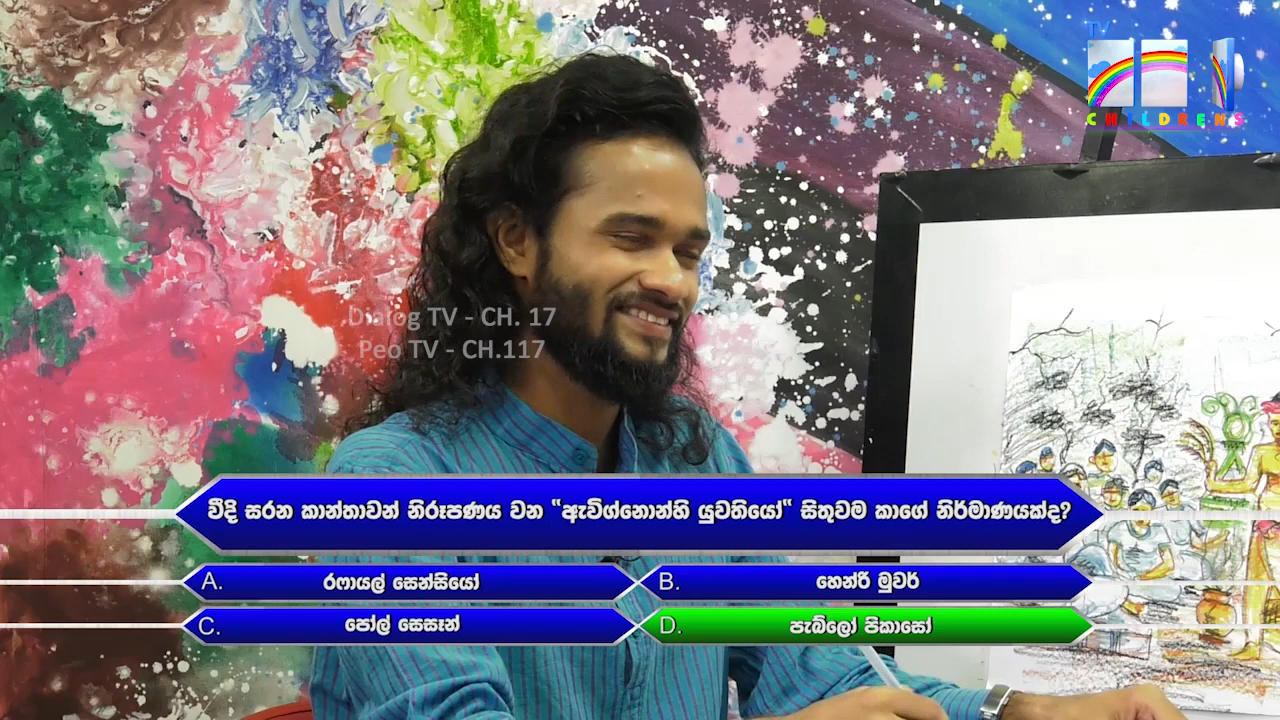 TV
CHILDRENS
Dialog TV - CH. 17
Peo TV - CH.117
වීදි සරන කාන්තාවන් නිරූපණය වන "ඇවිග්නොන්හි යුවතියෝ" සිතුවම කාගේ නිර්මාණයක්ද?
A. රෆායල් සෙන්සියෝ
B. හෙන්රි මුවර්
C. පෝල් සෙසෑන්
D. පැබ්ලෝ පිකාසෝ